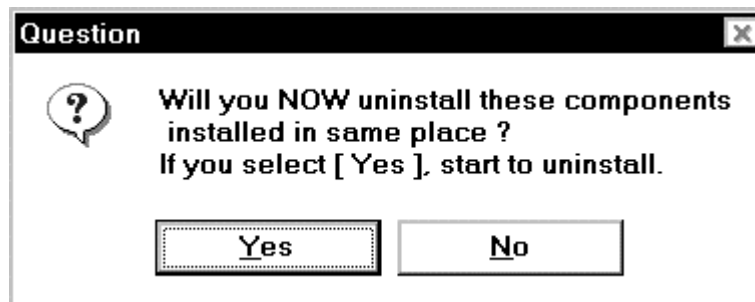 Question
Will you NOW uninstall these components
installed in same place ?
If you select [ Yes ], start to uninstall.
Yes
No